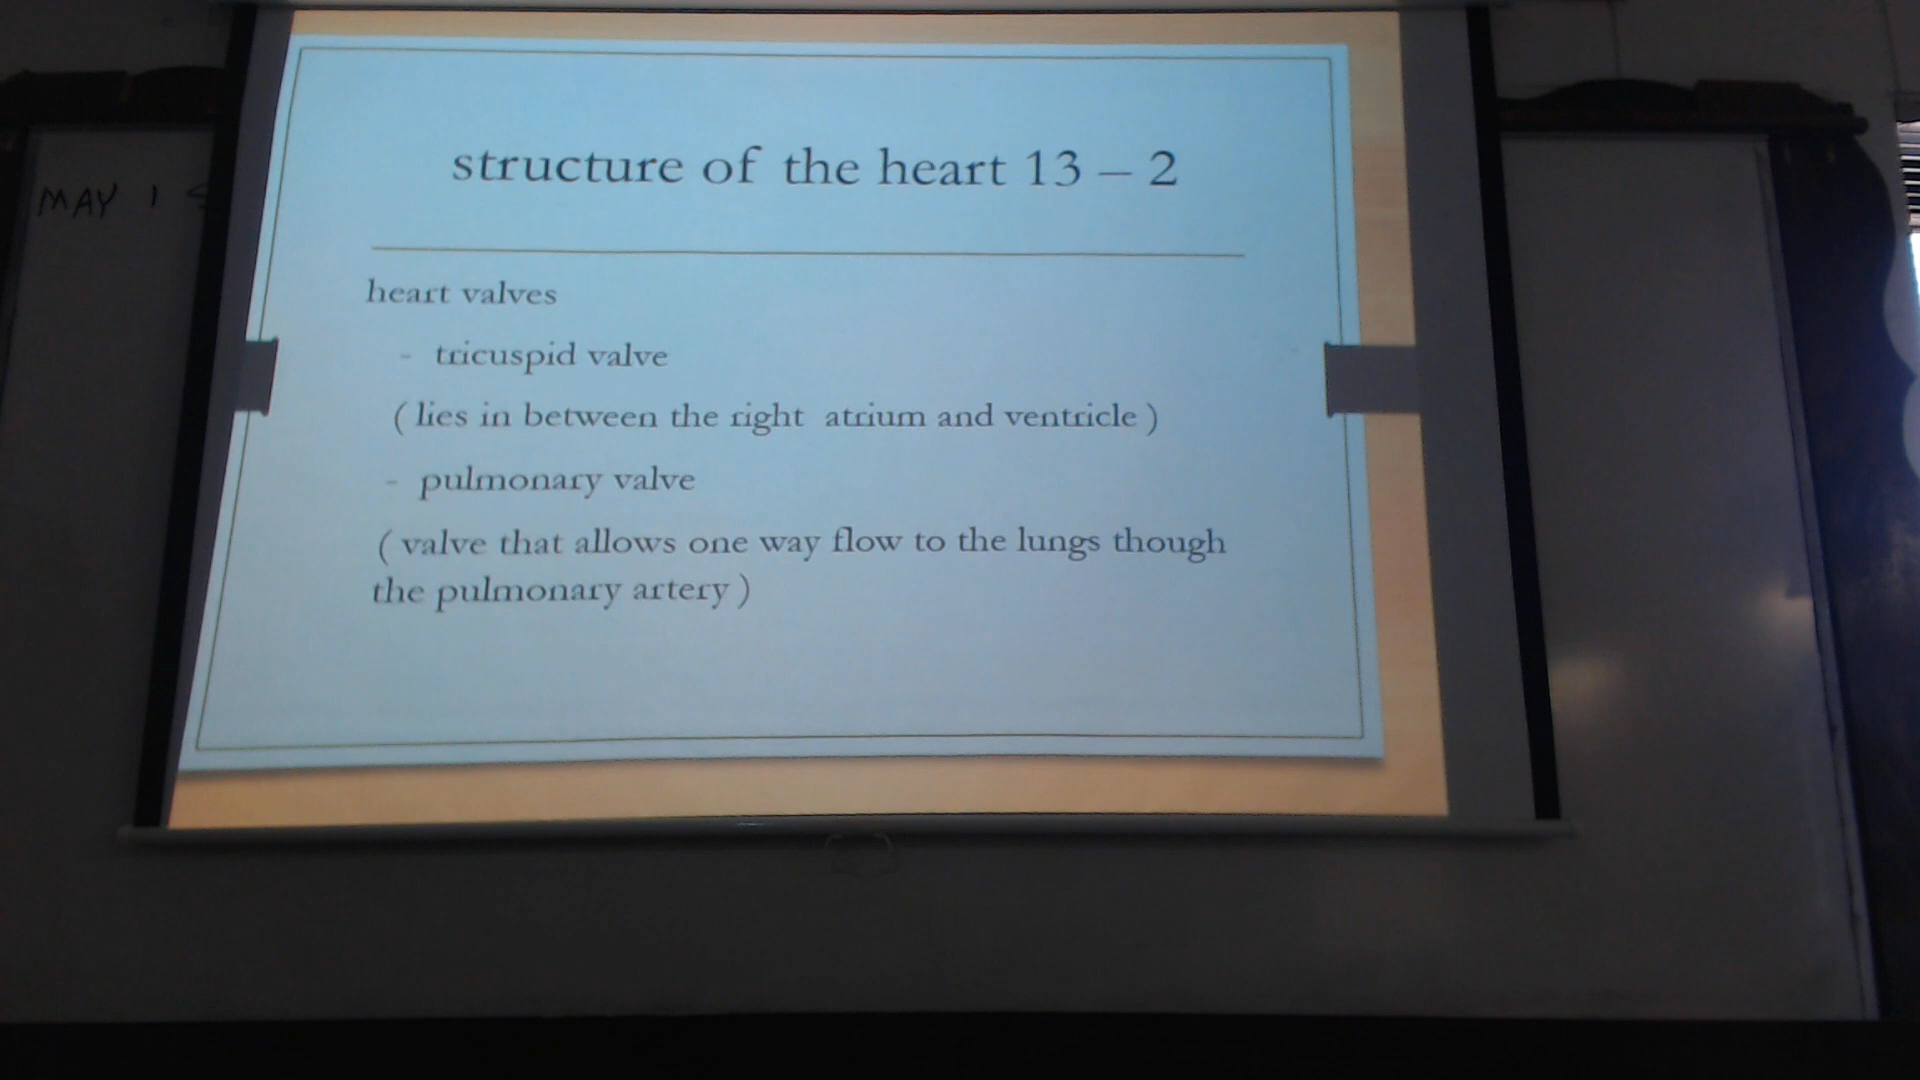 MAY 1
structure of the heart 13 – 2
heart valves
- tricuspid valve
( lies in between the right atrium and ventricle )
- pulmonary valve
( valve that allows one way flow to the lungs though
the pulmonary artery )